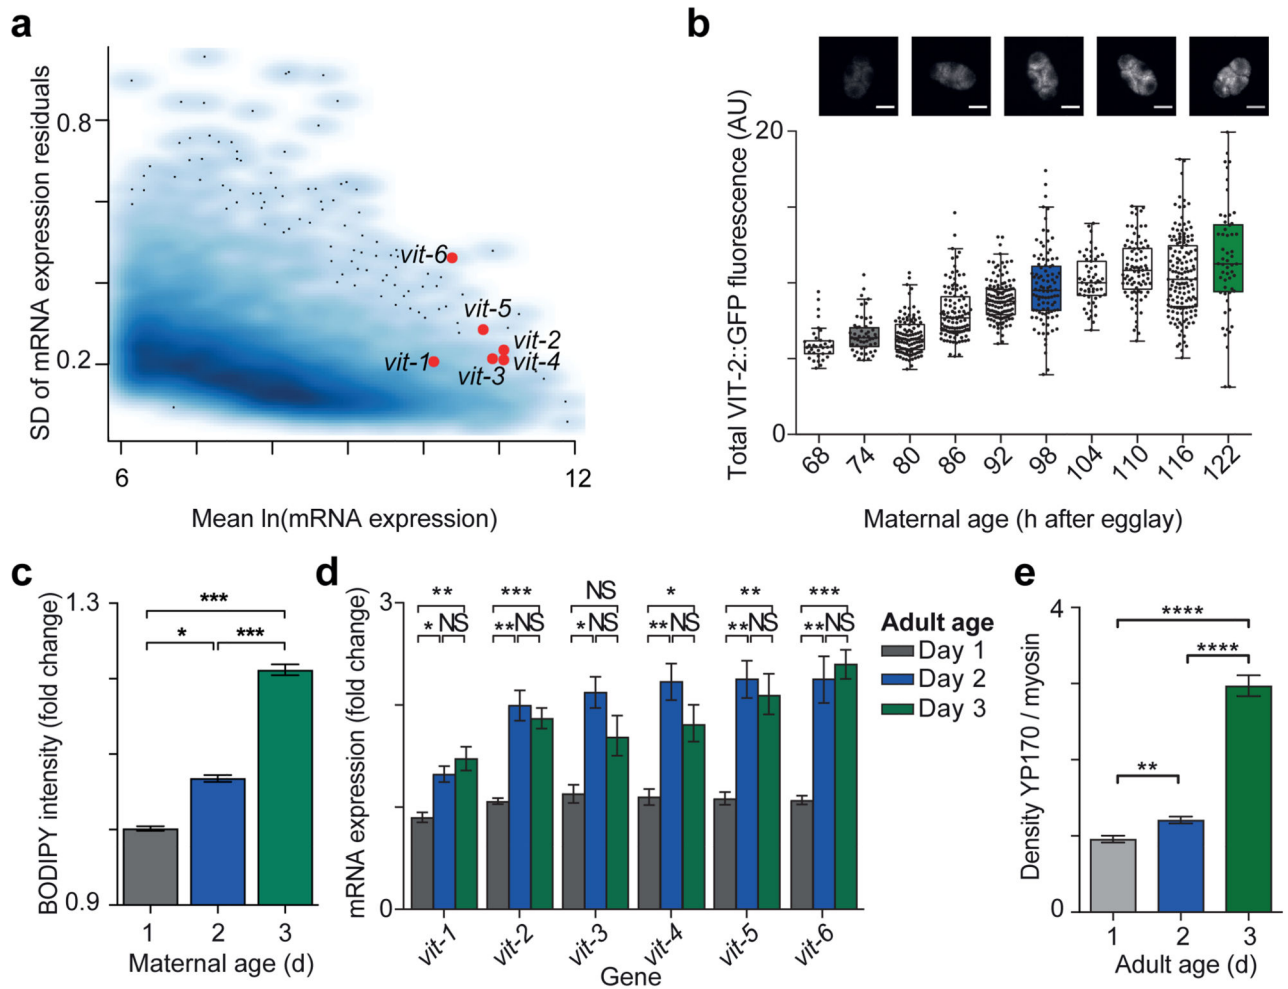 a
SD of mRNA expression residuals
0.8
0.2
vit-6
vit-5
vit-2
vit-1
vit-4
vit-3
6
12
Mean ln(mRNA expression)
b
Total VIT-2::GFP fluorescence (AU)
20
0
68
74
80
86
92
98
104
110
116
122
Maternal age (h after egglay)
c
BODIPY intensity (fold change)
1.3
0.9
***
*
***
1
2
3
Maternal age (d)
d
mRNA expression (fold change)
3
0
**
***
NS
*
**
***
*
NS
**
NS
*
NS
**
NS
**
NS
**
NS
vit-1
vit-2
vit-3
vit-4
vit-5
vit-6
Gene
Adult age
Day 1
Day 2
Day 3
e
Density YP170 / myosin
4
0
****
****
**
1
2
3
Adult age (d)